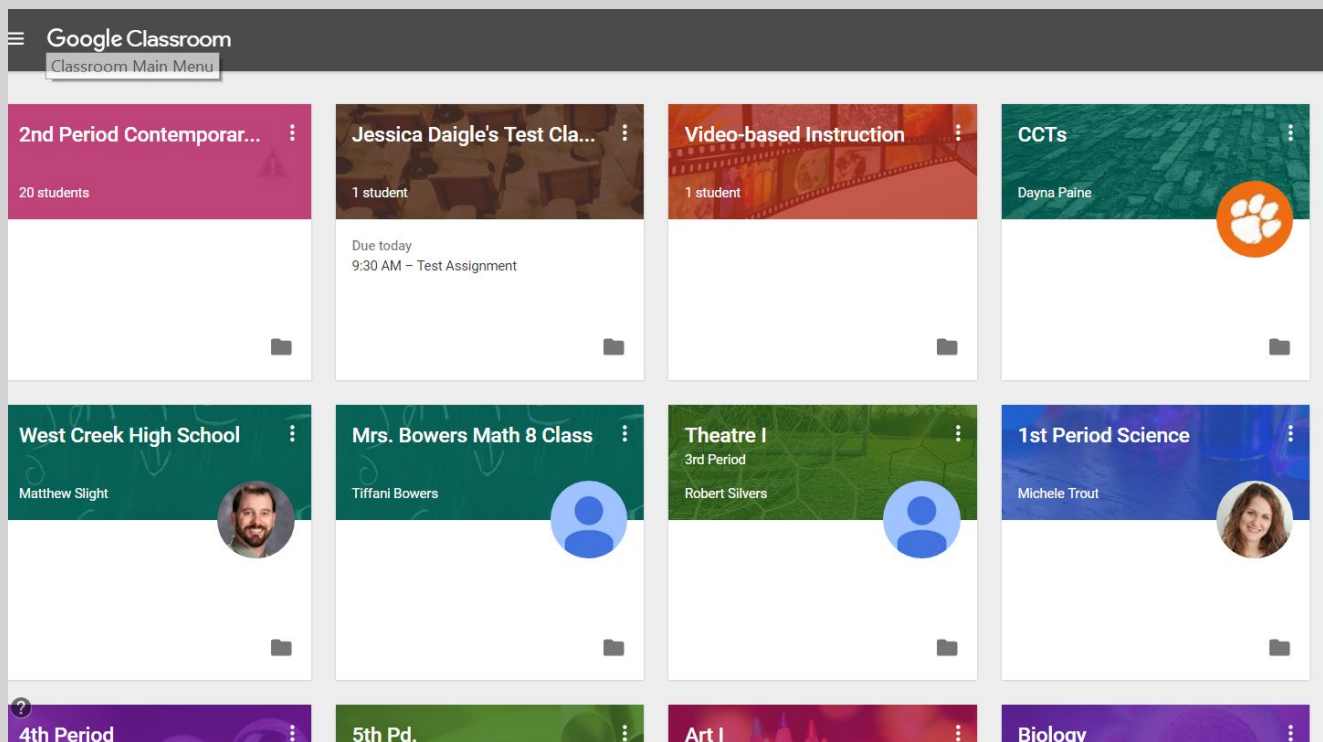 Google Classroom
Classroom Main Menu
2nd Period Contemporar...
20 students
Jessica Daigle's Test Cla...
1 student
Due today
9:30 AM – Test Assignment
Video-based Instruction
1 student
CCTs
Dayna Paine
West Creek High School
Matthew Slight
Mrs. Bowers Math 8 Class
Tiffani Bowers
Theatre I
3rd Period
Robert Silvers
1st Period Science
Michele Trout
?
4th Period
5th Pd.
Art I
Biology